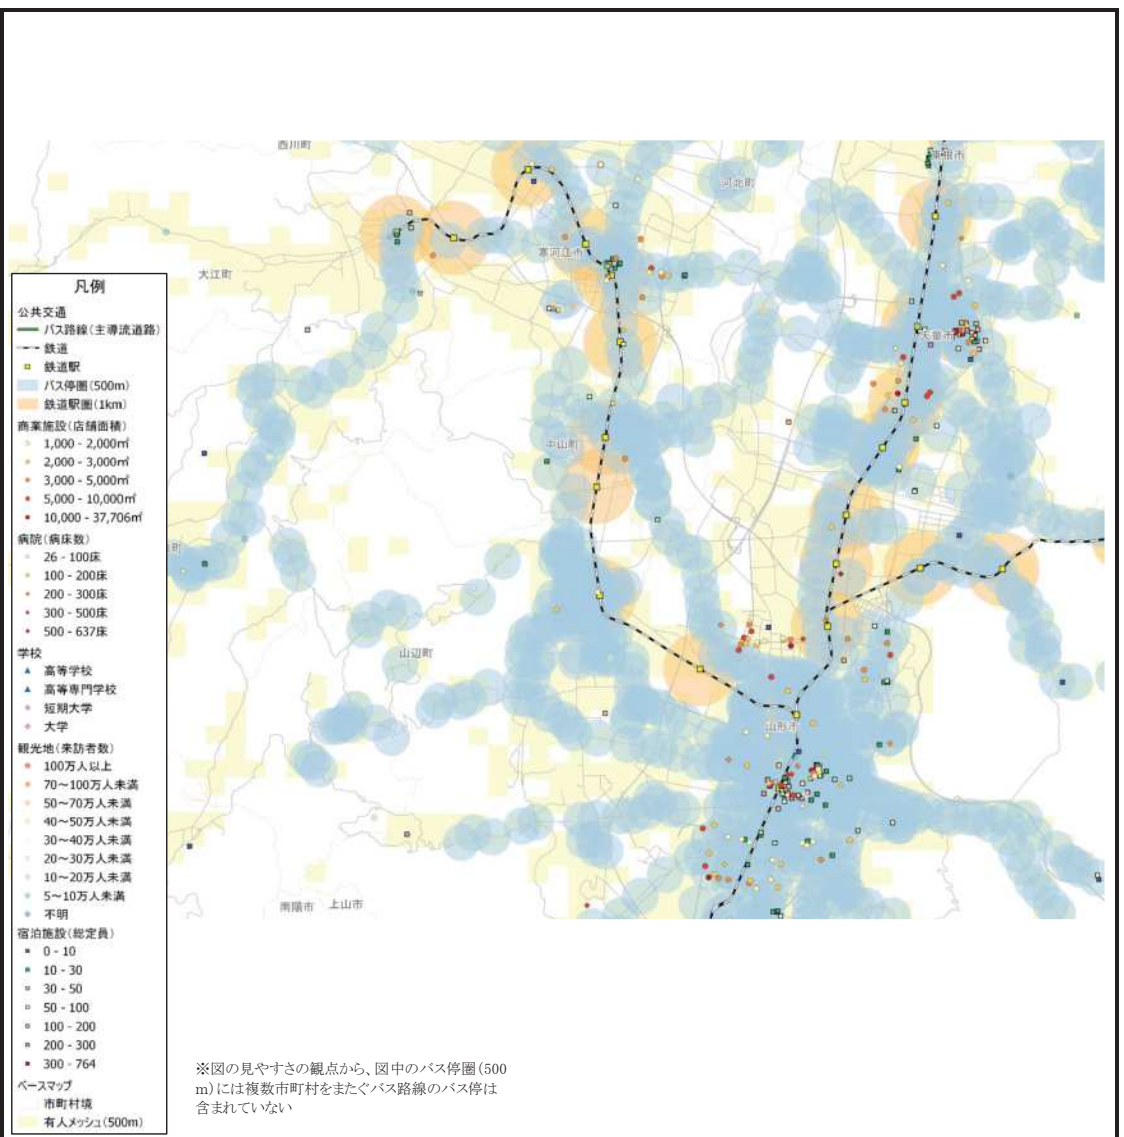 西川町
東根市
河北町
寒河江市
大江町
天童市
中山町
山辺町
山形市
南陽市
上山市
町
凡例
公共交通
バス路線(主導流道路)
鉄道
鉄道駅
バス停圏(500m)
鉄道駅圏(1km)
商業施設(店舗面積)
1,000 - 2,000㎡
2,000 - 3,000㎡
3,000 - 5,000㎡
5,000 - 10,000㎡
10,000 - 37,706㎡
病院(病床数)
26 - 100床
100 - 200床
200 - 300床
300 - 500床
500 - 637床
学校
高等学校
高等専門学校
短期大学
大学
観光地(来訪者数)
100万人以上
70～100万人未満
50～70万人未満
40～50万人未満
30～40万人未満
20～30万人未満
10～20万人未満
5～10万人未満
不明
宿泊施設(総定員)
0 - 10
10 - 30
30 - 50
50 - 100
100 - 200
200 - 300
300 - 764
ベースマップ
市町村境
有人メッシュ(500m)
※図の見やすさの観点から、図中のバス停圏(500
m)には複数市町村をまたぐバス路線のバス停は
含まれていない